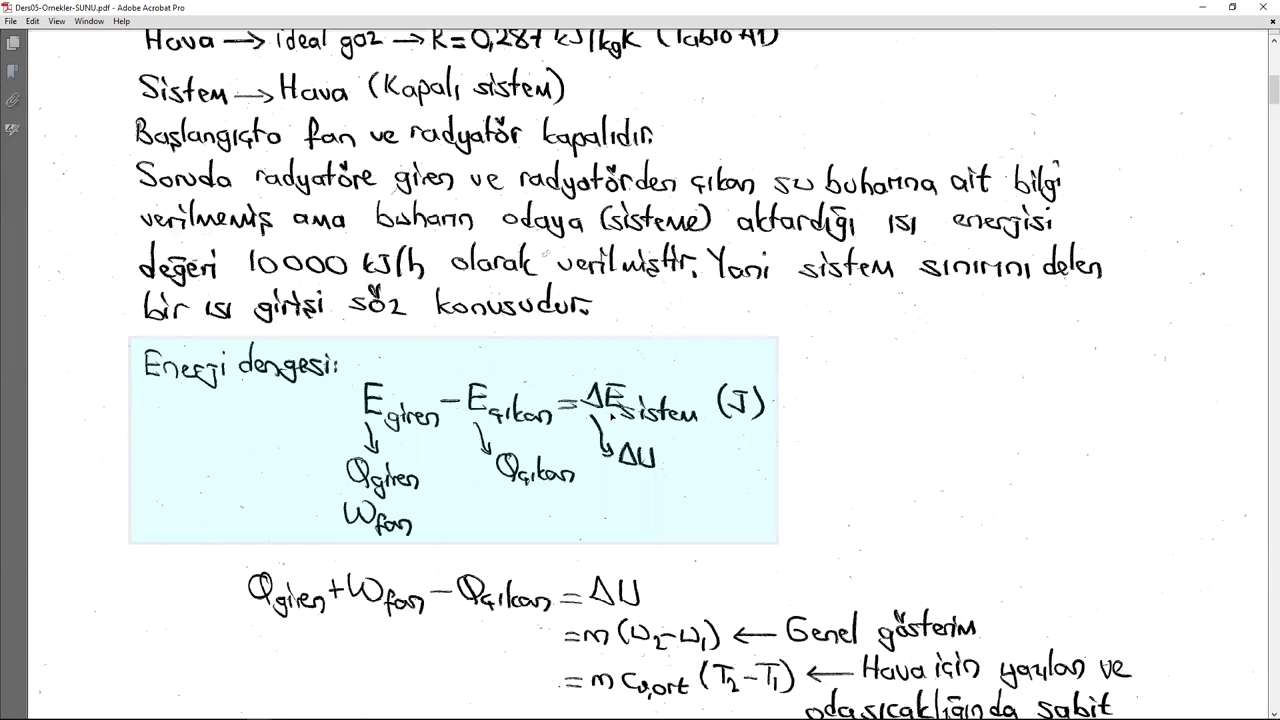 Ders05-Ornekler-SUNU.pdf - Adobe Acrobat Pro
File Edit View Window Help
Hava → ideal gaz → R = 0,287 kJ/kgK (Tablo A1)
Sistem → Hava (Kapalı sistem)
Başlangıçta fan ve radyatör kapalıdır.
Soruda radyatöre giren ve radyatörden çıkan su buharına ait bilgi
verilmemiş ama buharın odaya (sisteme) aktardığı ısı enerjisi
değeri 10000 kJ/h olarak verilmiştir. Yani sistem sınırını delen
bir ısı girişi söz konusudur.
Enerji dengesi:
E giren - E çıkan = ΔE sistem (J)
Q giren Q çıkan ΔU
W fan
Q giren + W fan - Q çıkan = ΔU
= m (u2 - u1) ← Genel gösterim
= m cv,ort (T2 - T1) ← Hava için yazılan ve
oda sıcaklığında sabit